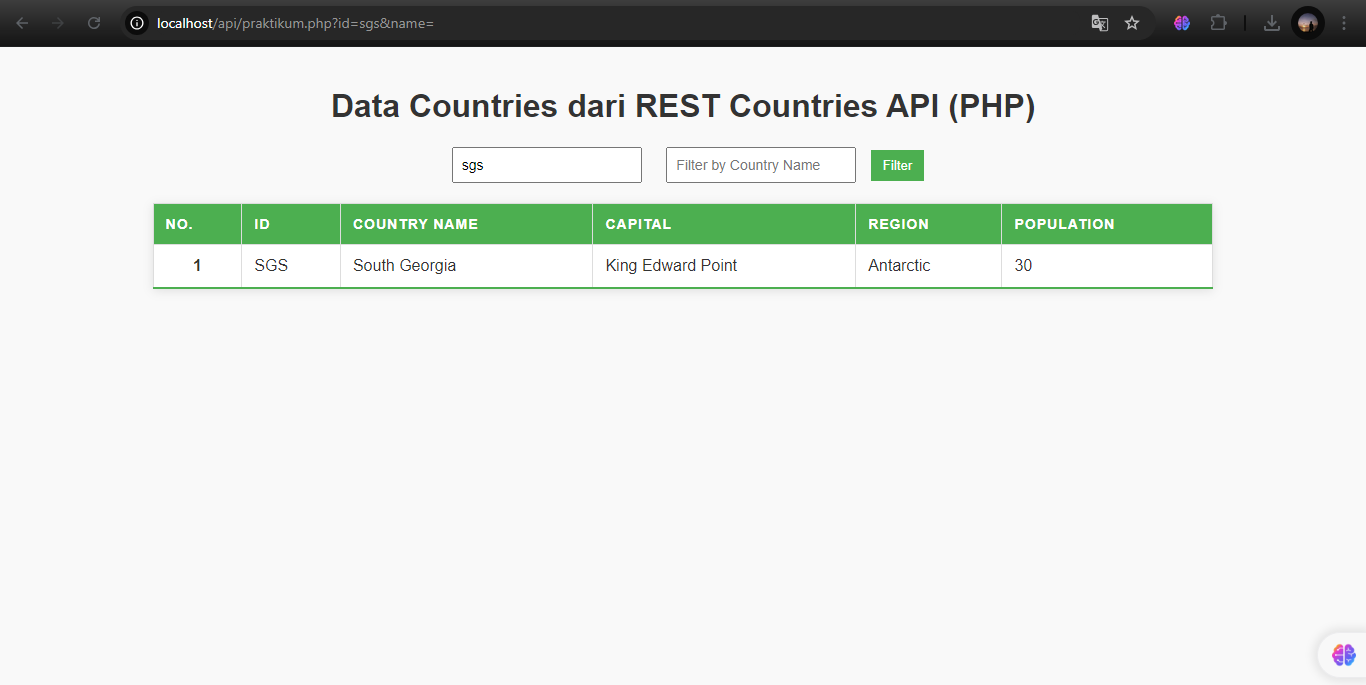 localhost/api/praktikum.php?id=sgs&name=
Data Countries dari REST Countries API (PHP)
sgs Filter by Country Name Filter
NO. ID COUNTRY NAME CAPITAL REGION POPULATION
1 SGS South Georgia King Edward Point Antarctic 30